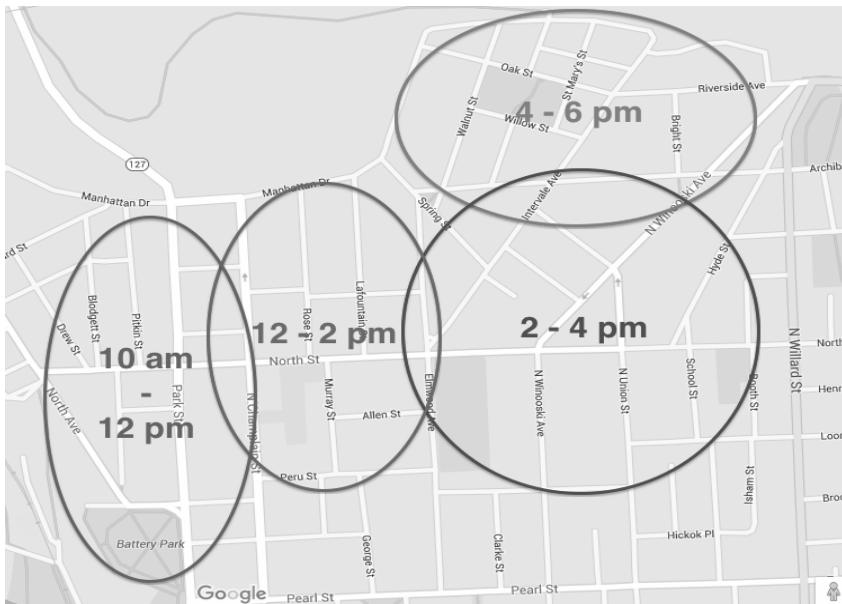 Oak St
St Mary's St
Riverside Ave
Walnut St
4 - 6 pm
Willow St
Bright St
127
Manhattan Dr
Manhattan Dr
Archib
Spring St
Intervale Ave
N Winooski Ave
ard St
Hyde St
Blodgett St
Pitkin St
Rose St
Lafountain
Drew St
12 - 2 pm
2 - 4 pm
10 am
-
12 pm
North St
North
N Willard St
North Ave
Park St
N Champlain St
Murray St
Allen St
Elmwood Ave
N Winooski Ave
N Union St
School St
Booth St
Henr
Loom
Peru St
Isham St
Broo
Battery Park
George St
Clarke St
Hickok Pl
Google
Pearl St
Pearl St